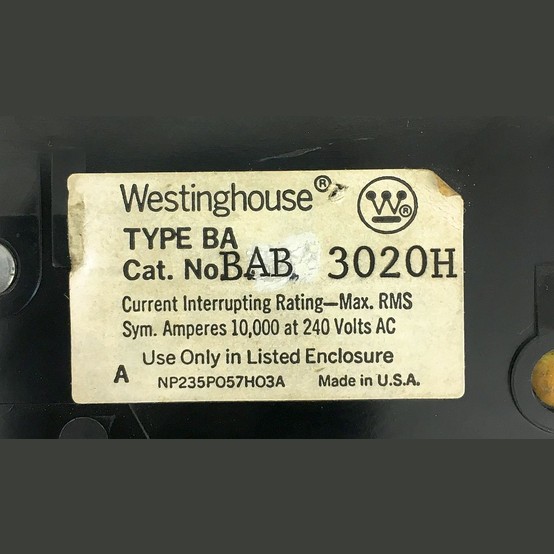 Westinghouse®
W®
TYPE BA
Cat. No. BAB 3020H
Current Interrupting Rating—Max. RMS
Sym. Amperes 10,000 at 240 Volts AC
Use Only in Listed Enclosure
A NP235P057H03A Made in U.S.A.